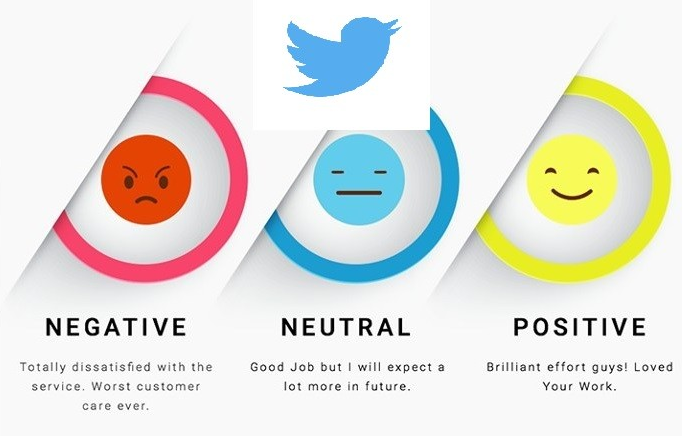 NEGATIVE
Totally dissatisfied with the
service. Worst customer
care ever.
NEUTRAL
Good Job but I will expect a
lot more in future.
POSITIVE
Brilliant effort guys! Loved
Your Work.